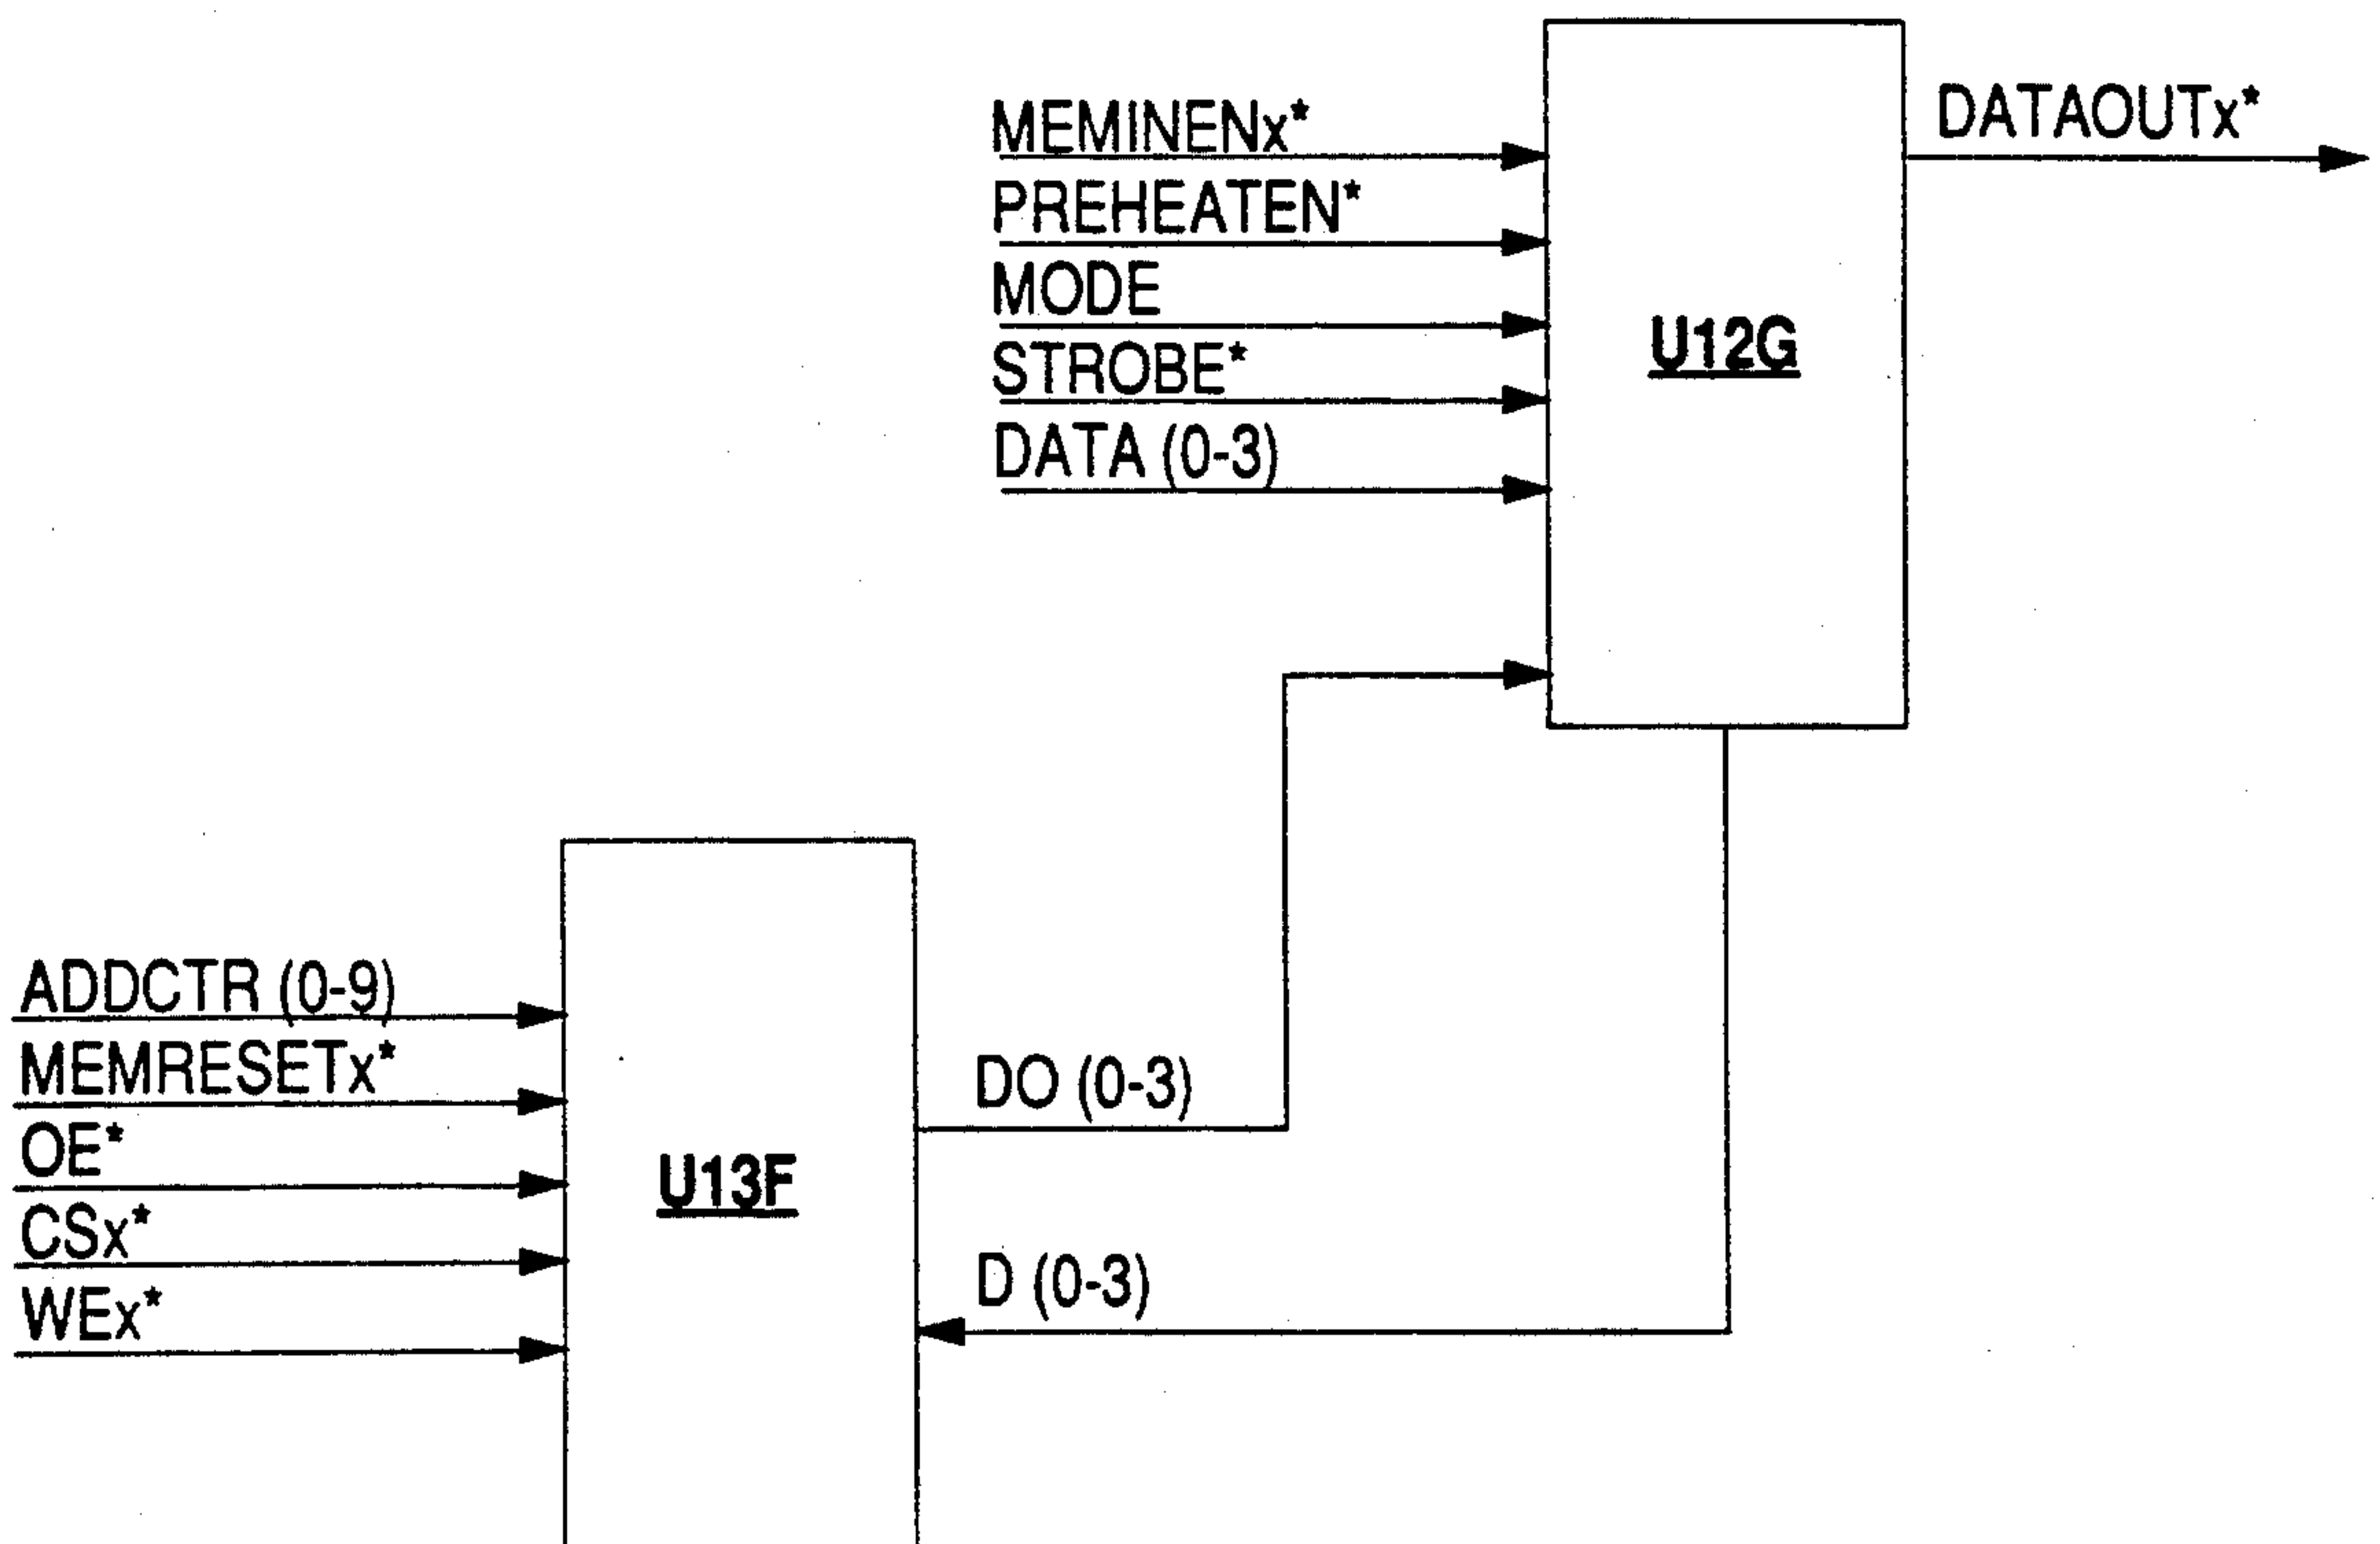 MEMINENx*
DATAOUTx*
PREHEATEN*
MODE
STROBE*
U12G
DATA (0-3)
ADDCTR (0-9)
MEMRESETx*
DO (0-3)
OE*
U13F
CSx*
D (0-3)
WEx*